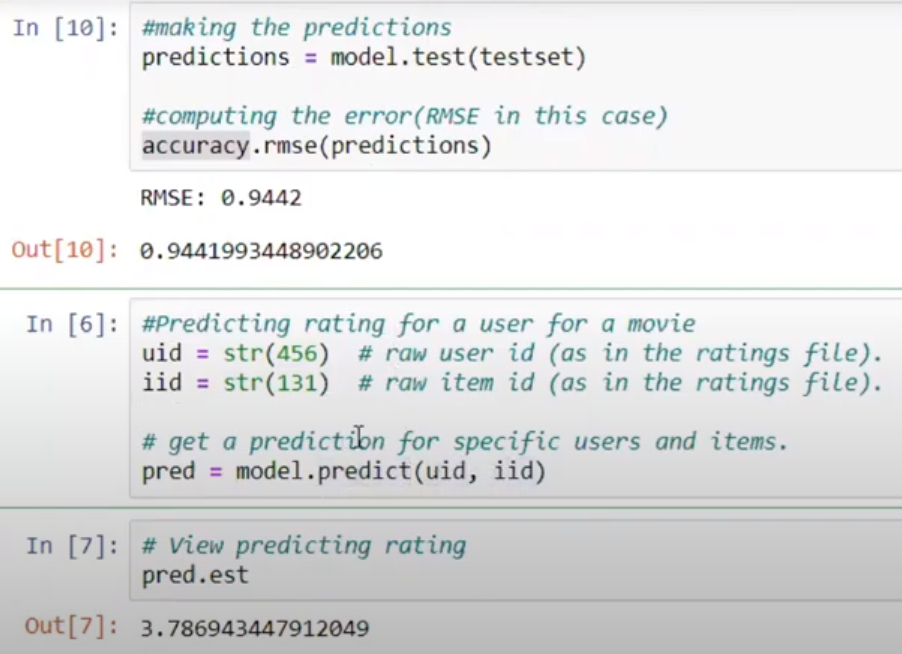 In [10]: #making the predictions
predictions = model.test(testset)
#computing the error(RMSE in this case)
accuracy.rmse(predictions)
RMSE: 0.9442
Out[10]: 0.9441993448902206
In [6]: #Predicting rating for a user for a movie
uid = str(456)  # raw user id (as in the ratings file).
iid = str(131)  # raw item id (as in the ratings file).
# get a prediction for specific users and items.
pred = model.predict(uid, iid)
In [7]: # View predicting rating
pred.est
Out[7]: 3.786943447912049